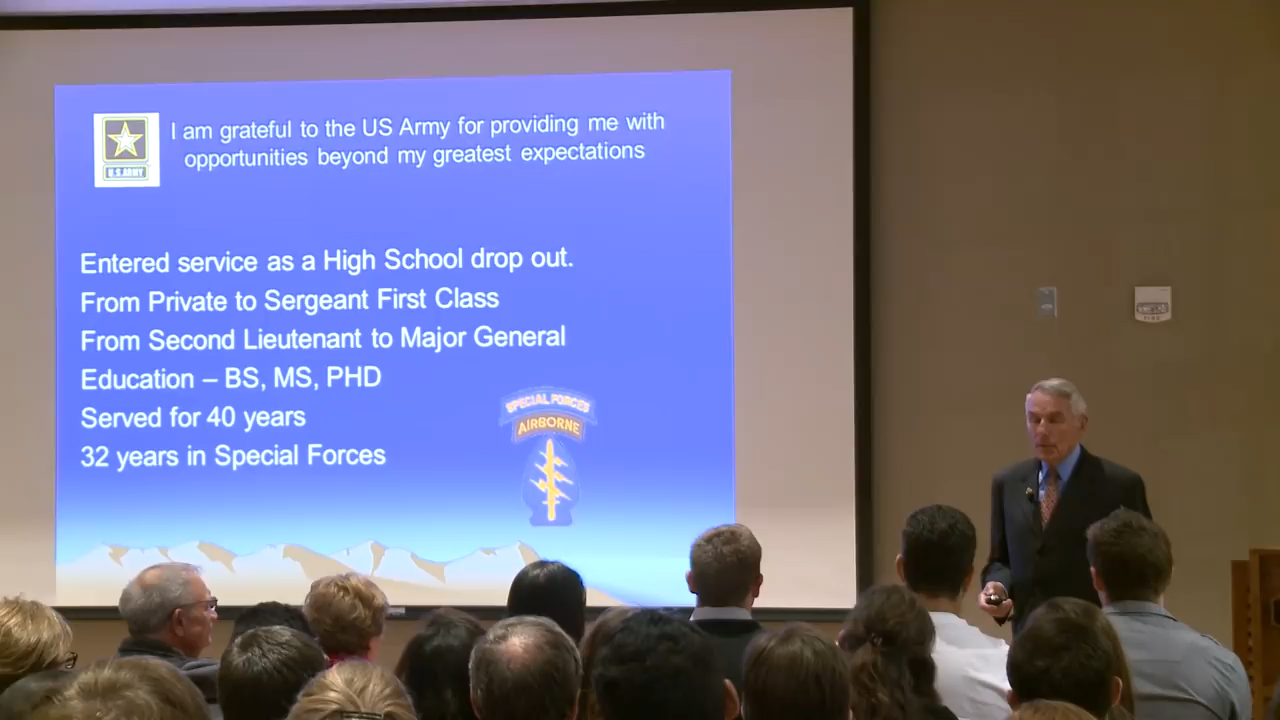 I am grateful to the US Army for providing me with
opportunities beyond my greatest expectations
U.S.ARMY
Entered service as a High School drop out.
From Private to Sergeant First Class
From Second Lieutenant to Major General
Education – BS, MS, PHD
Served for 40 years
32 years in Special Forces
SPECIAL FORCES
AIRBORNE